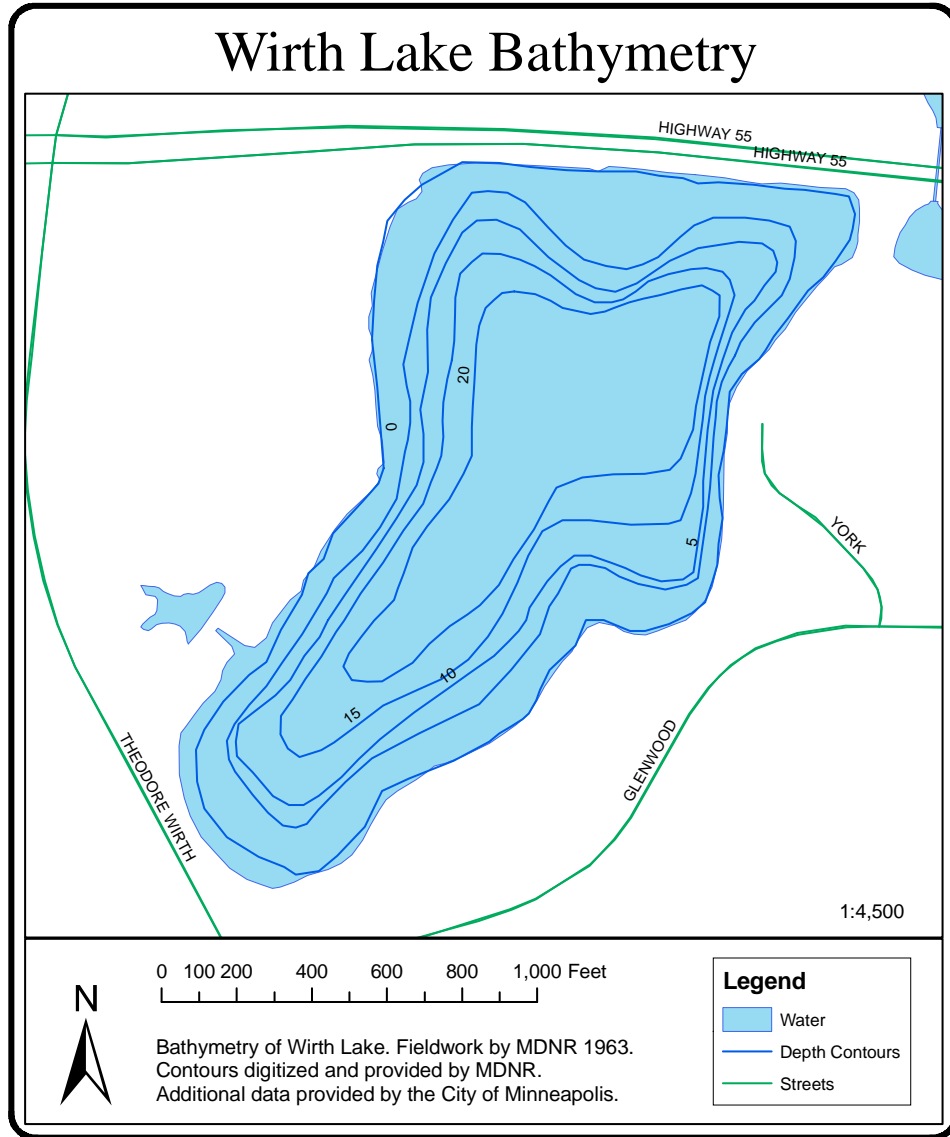 Wirth Lake Bathymetry
HIGHWAY 55
HIGHWAY 55
20
0
5
YORK
10
15
GLENWOOD
THEODORE WIRTH
1:4,500
0 100 200 400 600 800 1,000 Feet
N
Bathymetry of Wirth Lake. Fieldwork by MDNR 1963.
Contours digitized and provided by MDNR.
Additional data provided by the City of Minneapolis.
Legend
Water
Depth Contours
Streets